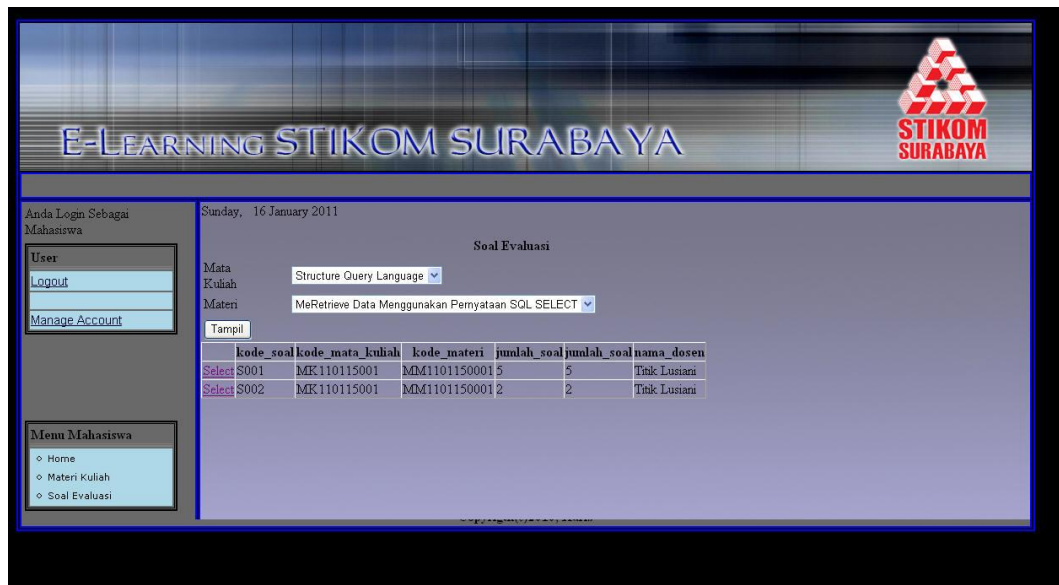 E-LEARNING STIKOM SURABAYA
STIKOM
SURABAYA
Anda Login Sebagai
Mahasiswa
User
Logout
Manage Account
Menu Mahasiswa
Home
Materi Kuliah
Soal Evaluasi
Sunday, 16 January 2011
Soal Evaluasi
Mata
Kuliah
Structure Query Language
Materi
MeRetrieve Data Menggunakan Pernyataan SQL SELECT
Tampil
kode_soal kode_mata_kuliah kode_materi jumlah_soal jumlah_soal nama_dosen
Select S001 MK110115001 MM1101150001 5 5 Titik Lusiani
Select S002 MK110115001 MM1101150001 2 2 Titik Lusiani